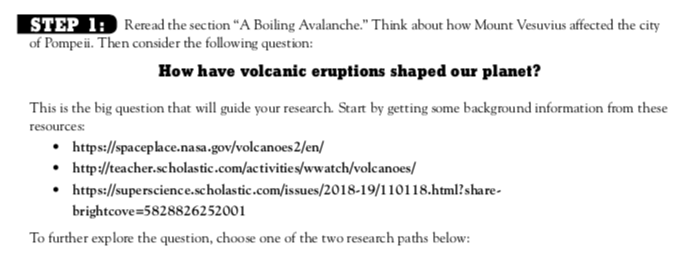 STEP 1: Reread the section “A Boiling Avalanche.” Think about how Mount Vesuvius affected the city
of Pompeii. Then consider the following question:
How have volcanic eruptions shaped our planet?
This is the big question that will guide your research. Start by getting some background information from these
resources:
• https://spaceplace.nasa.gov/volcanoes2/en/
• http://teacher.scholastic.com/activities/wwatch/volcanoes/
• https://superscience.scholastic.com/issues/2018-19/110118.html?share-
brightcove=5828826252001
To further explore the question, choose one of the two research paths below: